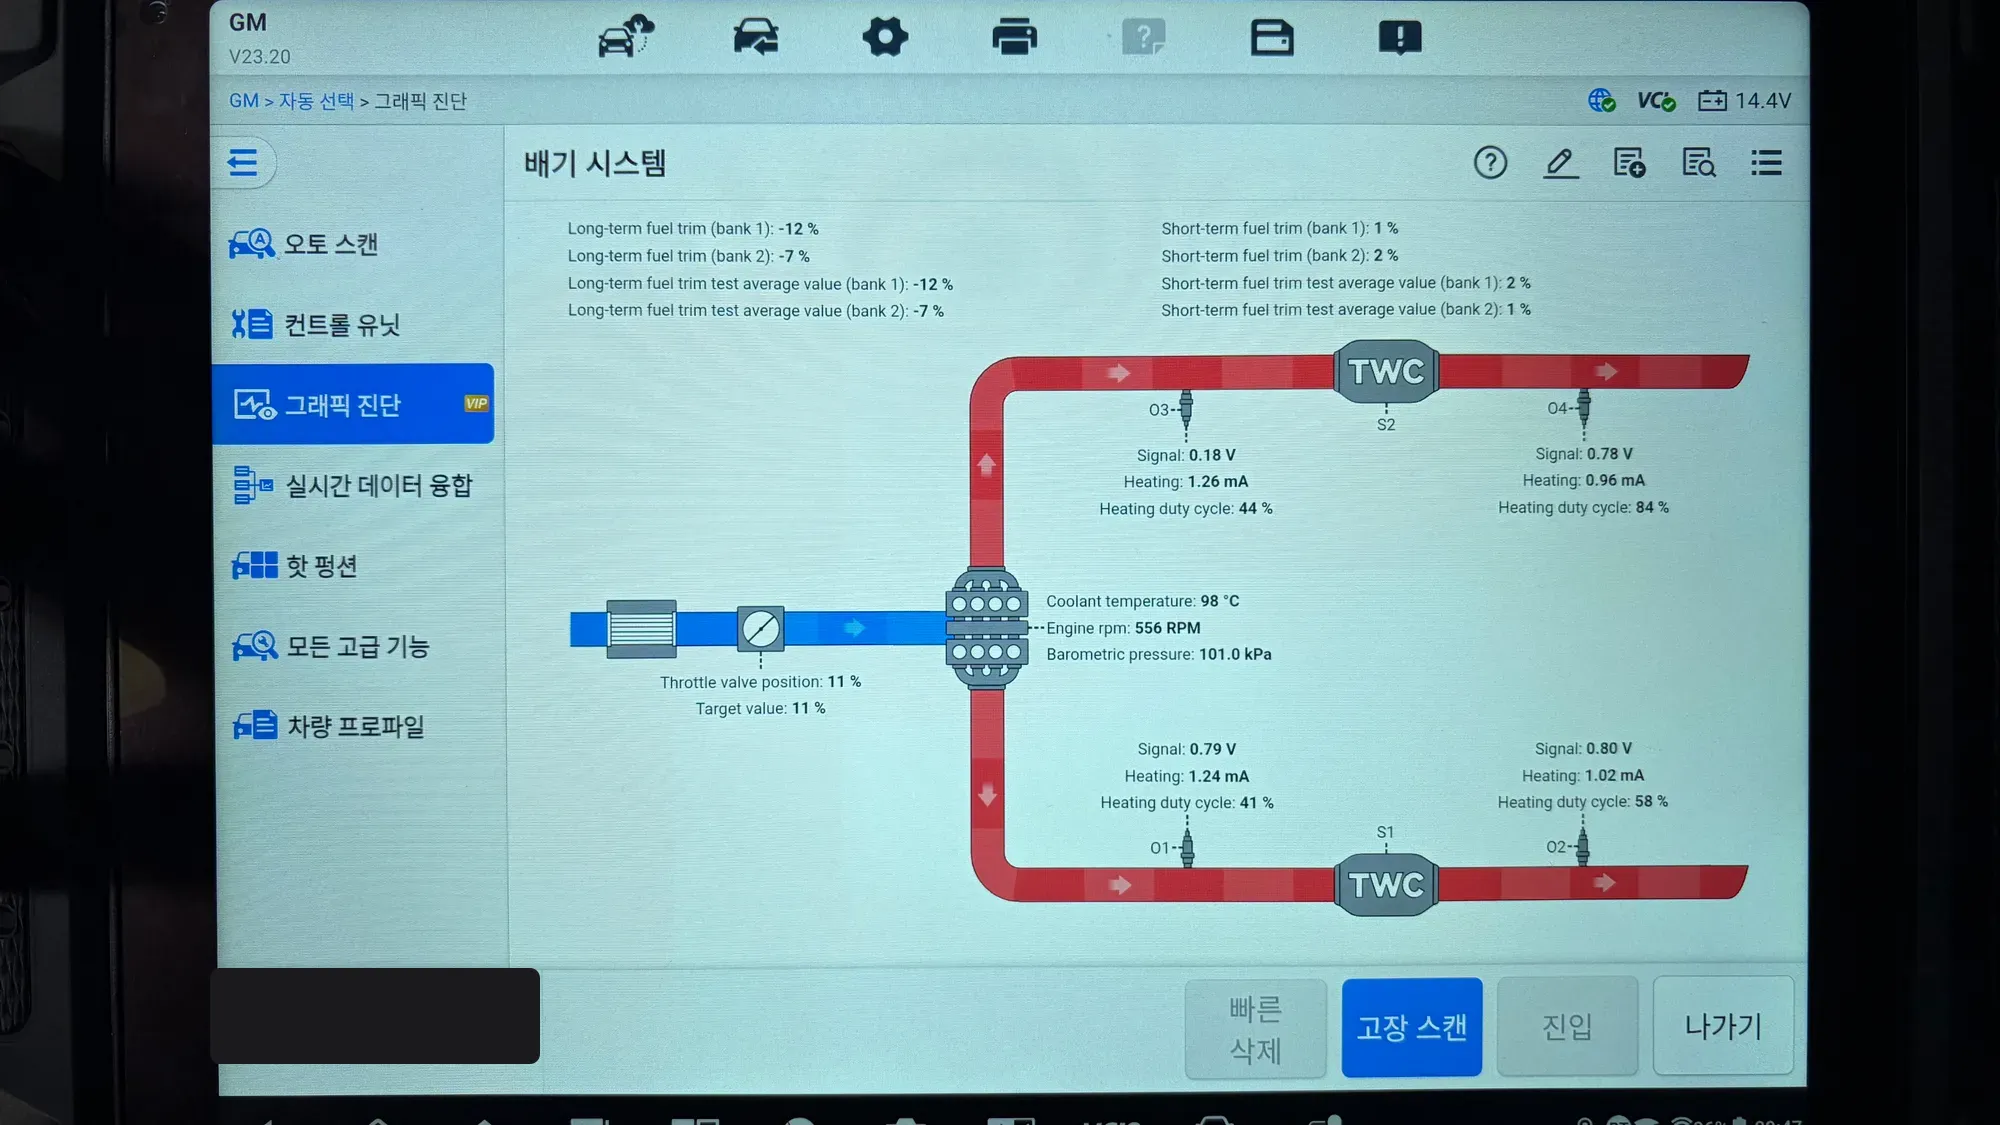 GM
V23.20
GM > 자동 선택 > 그래픽 진단
VCi
14.4V
배기 시스템
오토 스캔
컨트롤 유닛
그래픽 진단 VIP
실시간 데이터 융합
핫 펑션
모든 고급 기능
차량 프로파일
Long-term fuel trim (bank 1): -12 %
Long-term fuel trim (bank 2): -7 %
Long-term fuel trim test average value (bank 1): -12 %
Long-term fuel trim test average value (bank 2): -7 %
Short-term fuel trim (bank 1): 1 %
Short-term fuel trim (bank 2): 2 %
Short-term fuel trim test average value (bank 1): 2 %
Short-term fuel trim test average value (bank 2): 1 %
TWC
O3
S2
O4
Signal: 0.18 V
Heating: 1.26 mA
Heating duty cycle: 44 %
Signal: 0.78 V
Heating: 0.96 mA
Heating duty cycle: 84 %
Coolant temperature: 98 °C
Engine rpm: 556 RPM
Barometric pressure: 101.0 kPa
Throttle valve position: 11 %
Target value: 11 %
Signal: 0.79 V
Heating: 1.24 mA
Heating duty cycle: 41 %
Signal: 0.80 V
Heating: 1.02 mA
Heating duty cycle: 58 %
O1
S1
O2
TWC
빠른
삭제
고장 스캔
진입
나가기